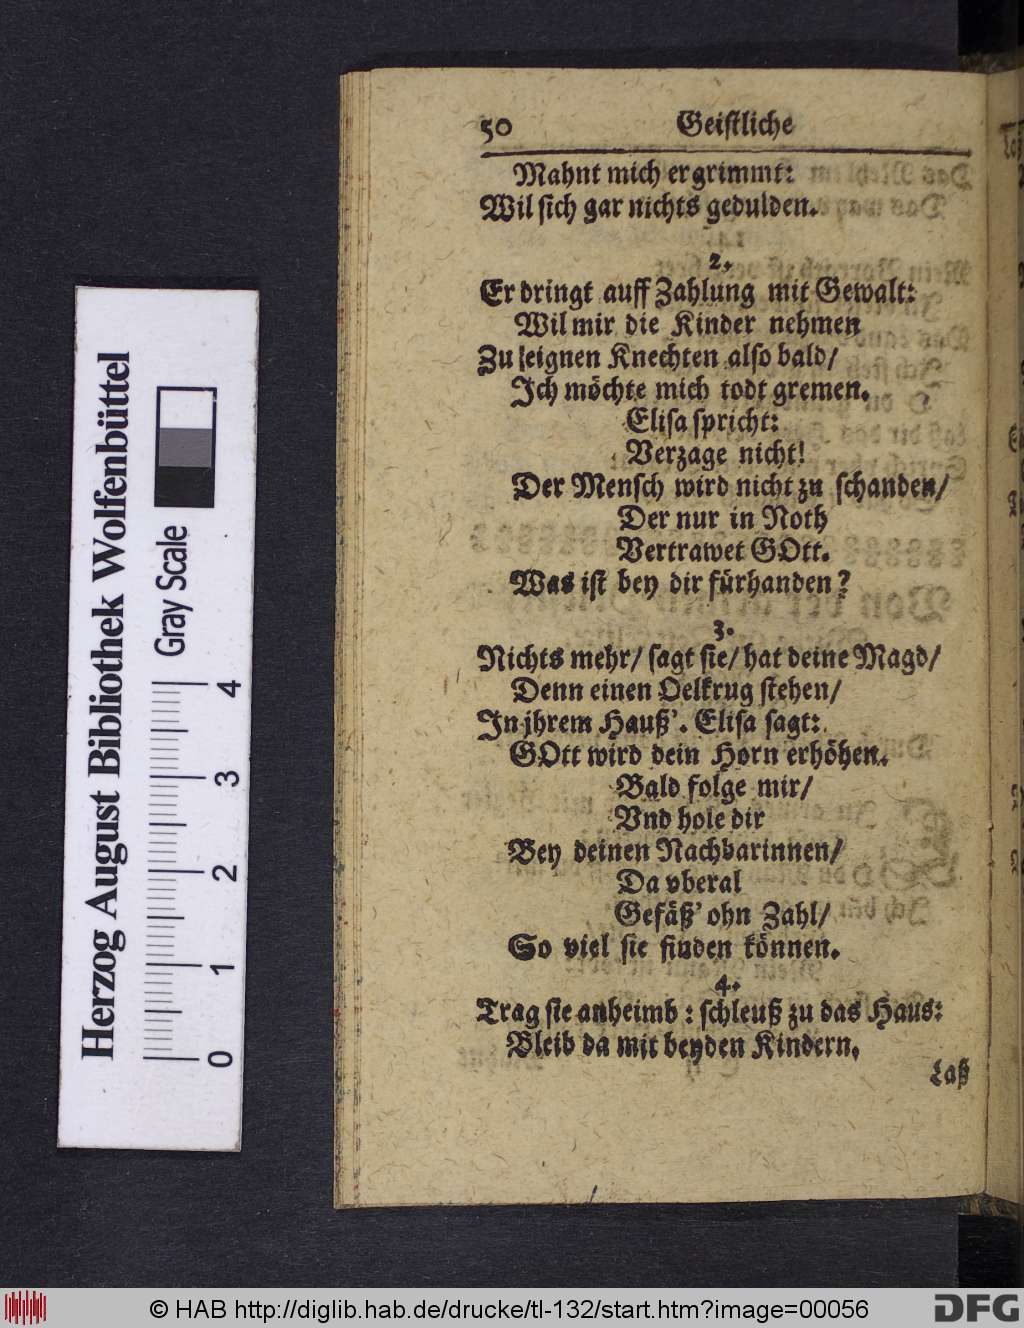 50 Geistliche
Mahnt mich ergrimmt:
Wil sich gar nichts gedulden.
2.
Er dringt auff Zahlung mit Gewalt:
Wil mir die Kinder nehmen
Zu seignen Knechten also bald/
Ich möchte mich todt gremen.
Elisa spricht:
Verzage nicht!
Der Mensch wird nicht zu schanden/
Der nur in Noth
Vertrawet GOtt.
Was ist bey dir fürhanden?
3.
Nichts mehr/ sagt sie/ hat deine Magd/
Denn einen Oelkrug stehen/
In jhrem Hauß'. Elisa sagt:
GOtt wird dein Horn erhöhen.
Bald folge mir/
Vnd hole dir
Bey deinen Nachbarinnen/
Da vberal
Gefäß' ohn Zahl/
So viel sie finden können.
4.
Trag sie anheimb: schleuß zu das Haus:
Bleib da mit beyden Kindern.
Laß
Herzog August Bibliothek Wolfenbüttel
Gray Scale
0 1 2 3 4
© HAB http://diglib.hab.de/drucke/tl-132/start.htm?image=00056
DFG